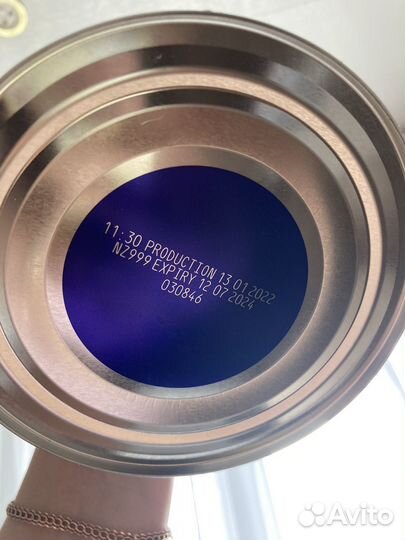 11:30 PRODUCTION 13 01 2022
NZ999 EXPIRY 12 07 2024
030846
Avito